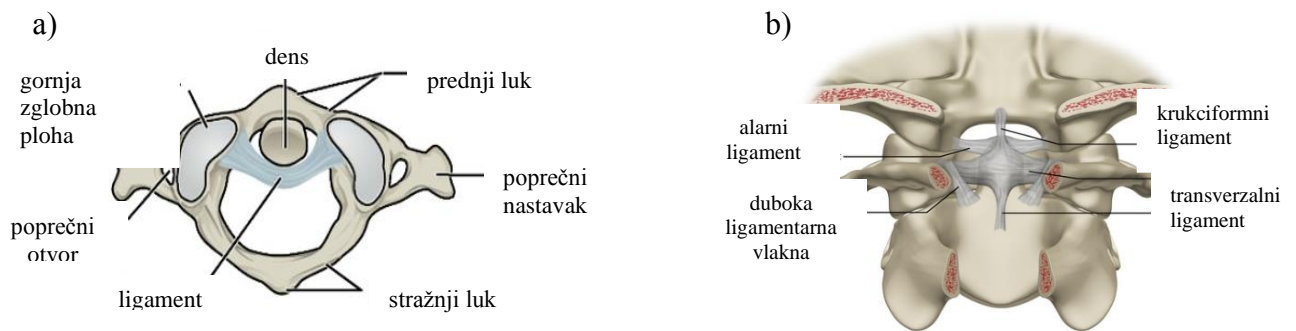 a)
dens
gornja
zglobna
ploha
prednji luk
poprečni
nastavak
poprečni
otvor
ligament
stražnji luk
b)
alarni
ligament
krukciformni
ligament
duboka
ligamentarna
vlakna
transverzalni
ligament